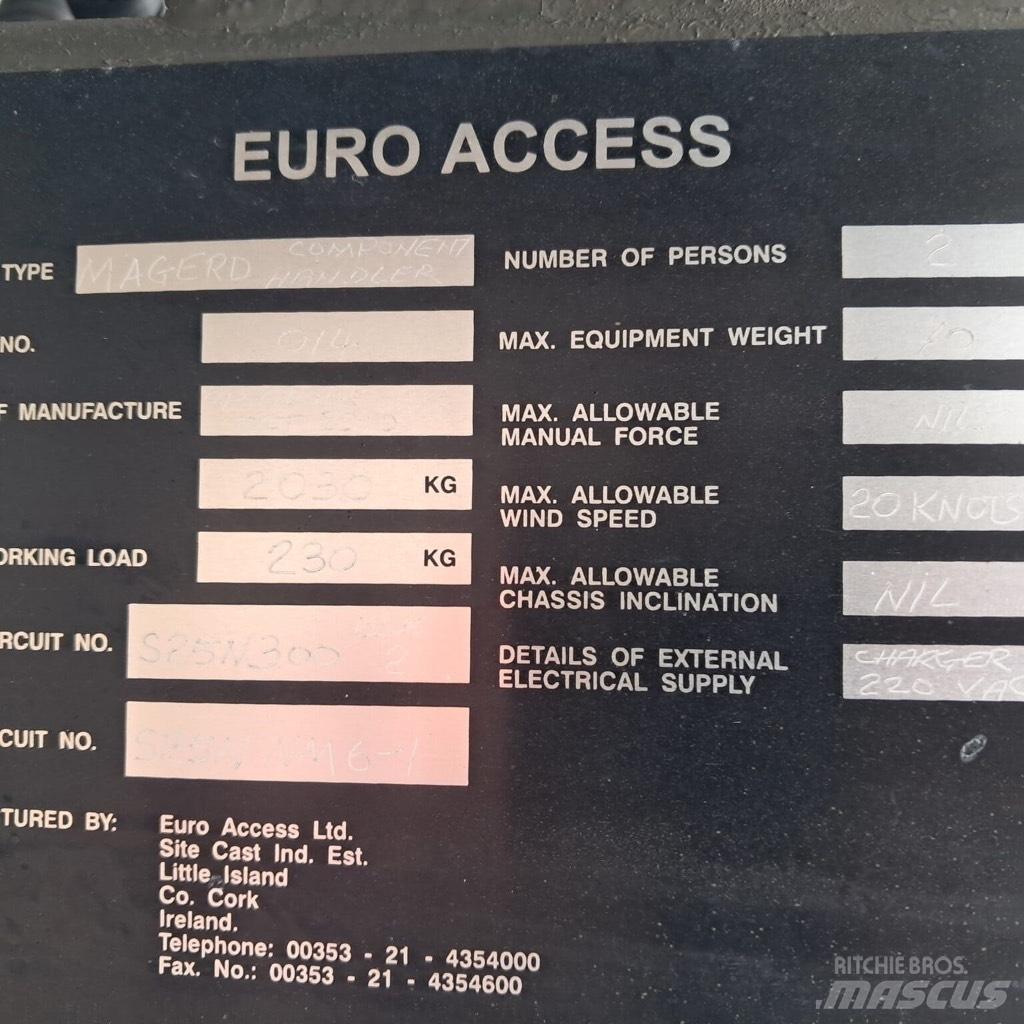 EURO ACCESS
TYPE MAGERD COMPONENT HANDLER
NO. 014
F MANUFACTURE
2030 KG
ORKING LOAD 230 KG
RCUIT NO. S25N300 2
CUIT NO.
TURED BY: Euro Access Ltd.
Site Cast Ind. Est.
Little Island
Co. Cork
Ireland.
Telephone: 00353 - 21 - 4354000
Fax. No.: 00353 - 21 - 4354600
NUMBER OF PERSONS 2
MAX. EQUIPMENT WEIGHT
MAX. ALLOWABLE
MANUAL FORCE NIL
MAX. ALLOWABLE
WIND SPEED 20 KNOTS
MAX. ALLOWABLE
CHASSIS INCLINATION NIL
DETAILS OF EXTERNAL CHARGER
ELECTRICAL SUPPLY 220 VAC
RITCHIE BROS.
MASCUS